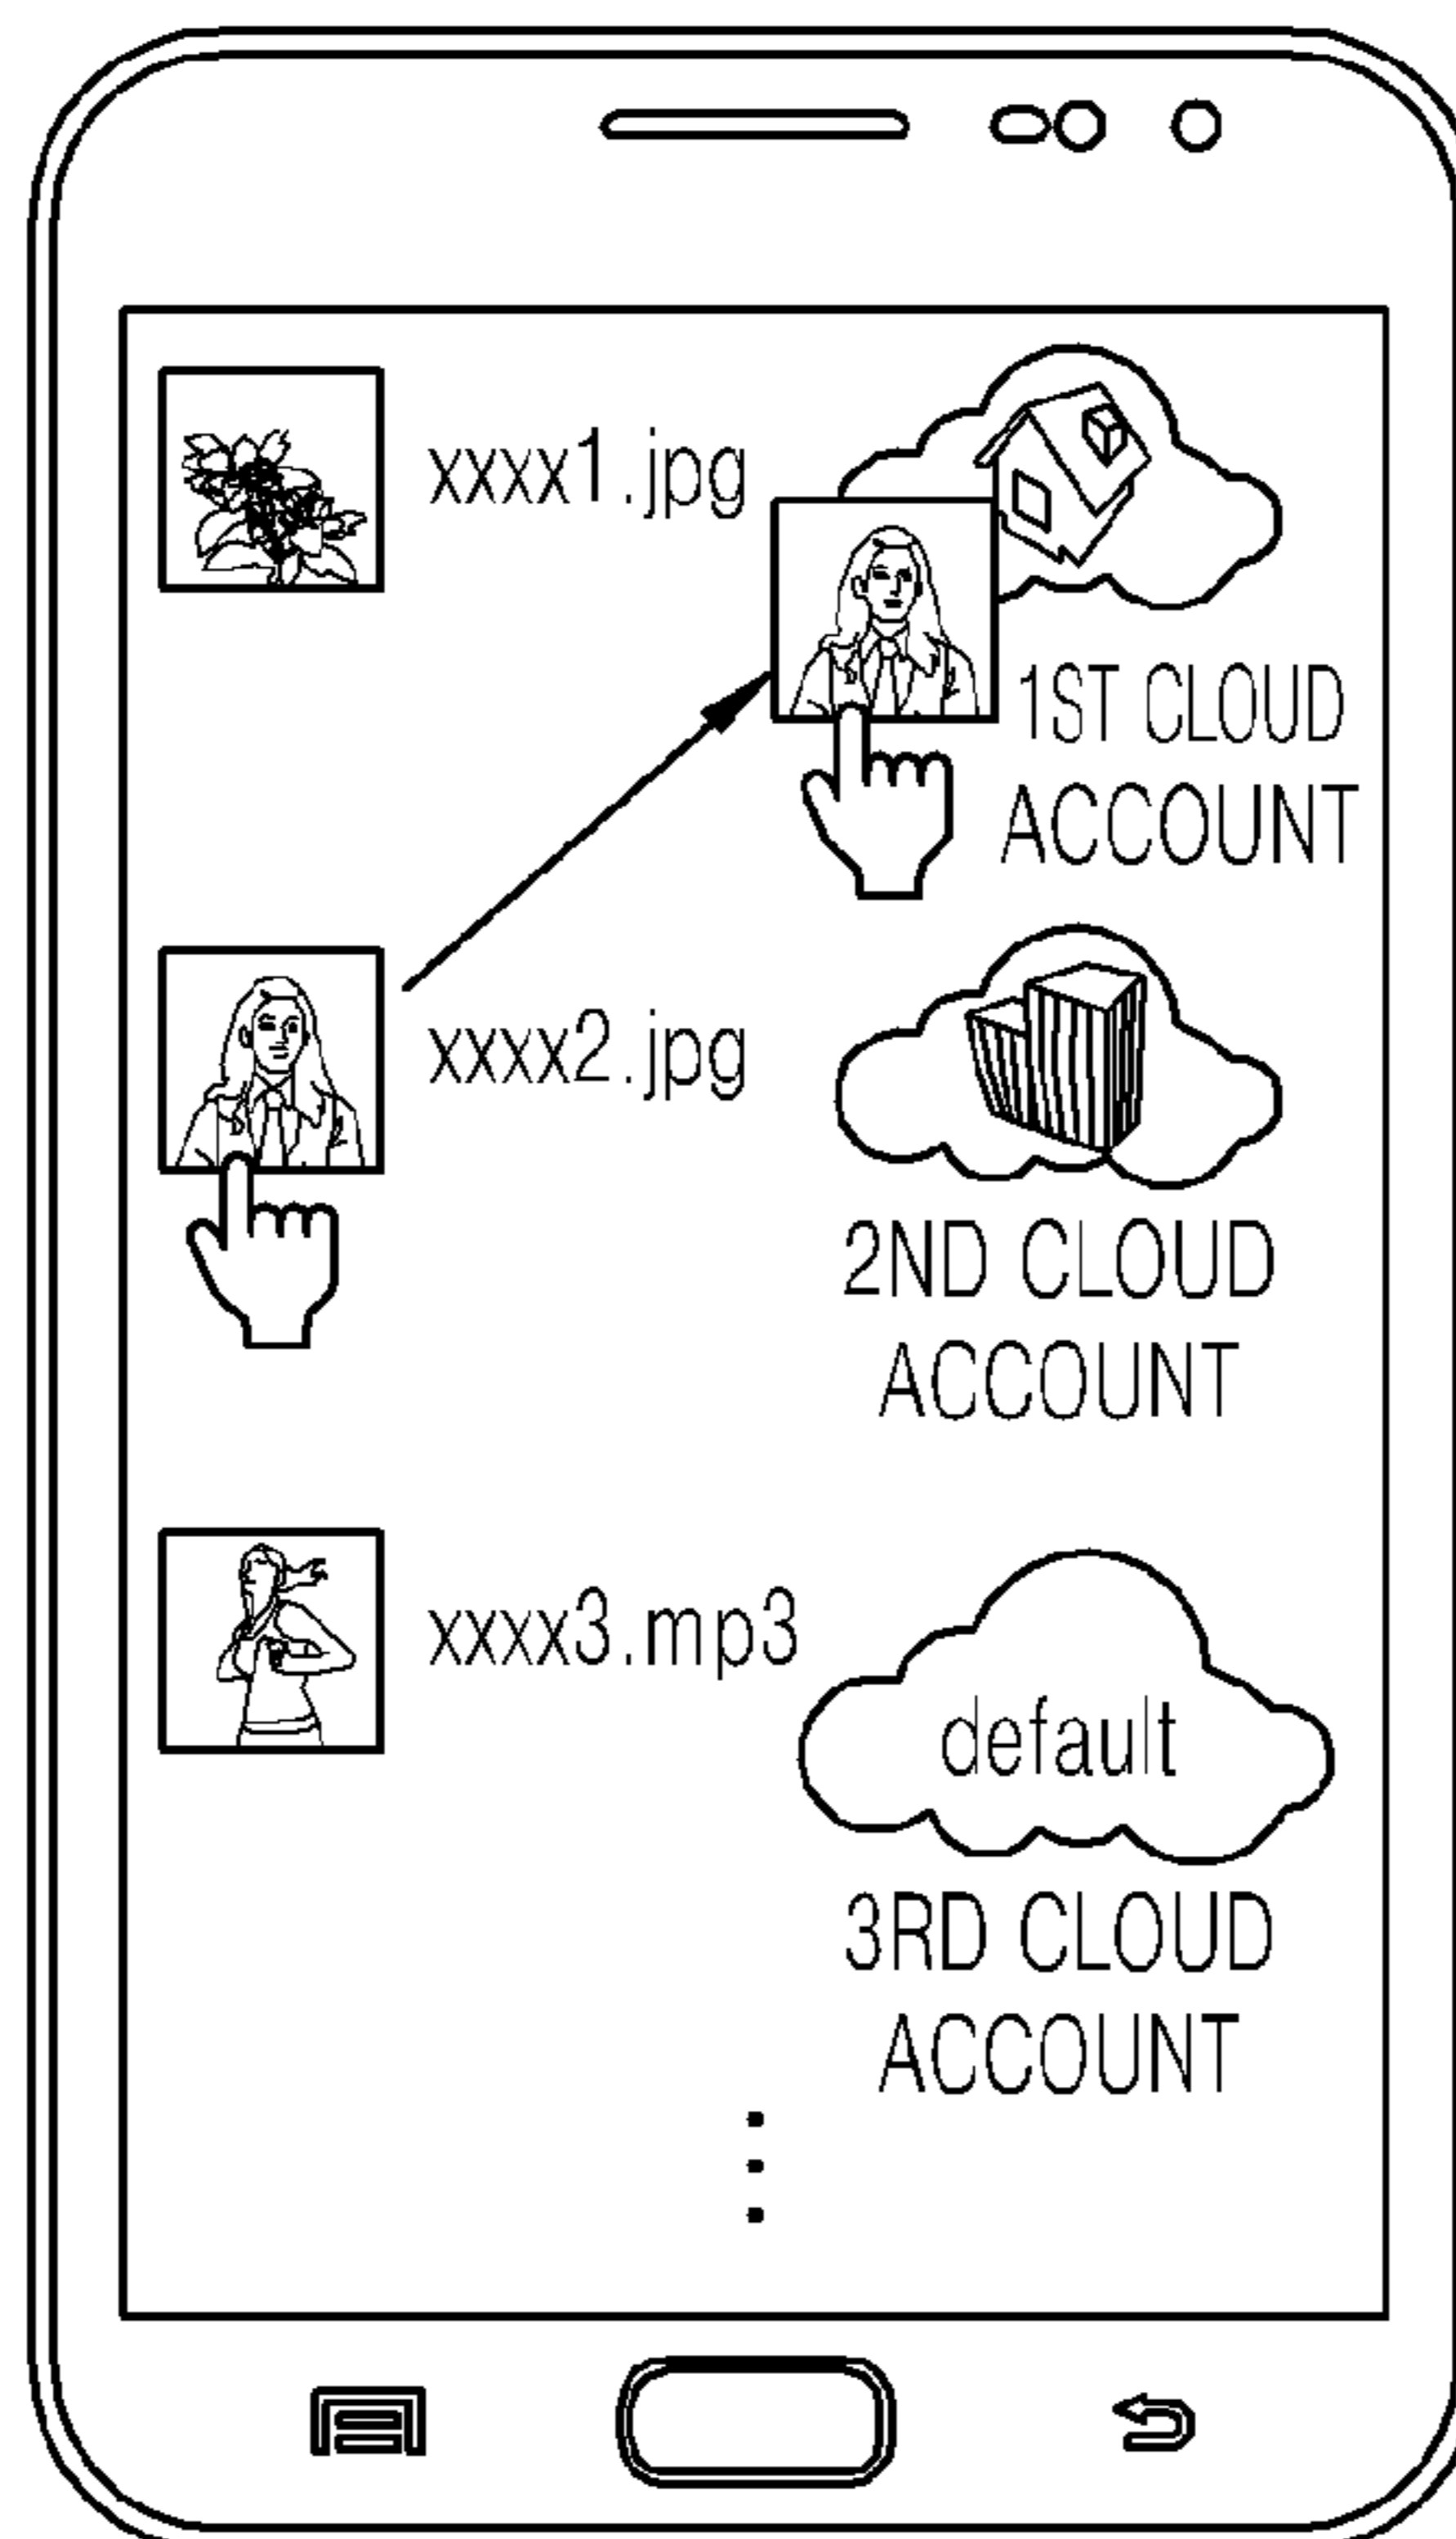 xxxx1.jpg
1ST CLOUD
ACCOUNT
xxxx2.jpg
2ND CLOUD
ACCOUNT
xxxx3.mp3
default
3RD CLOUD
ACCOUNT